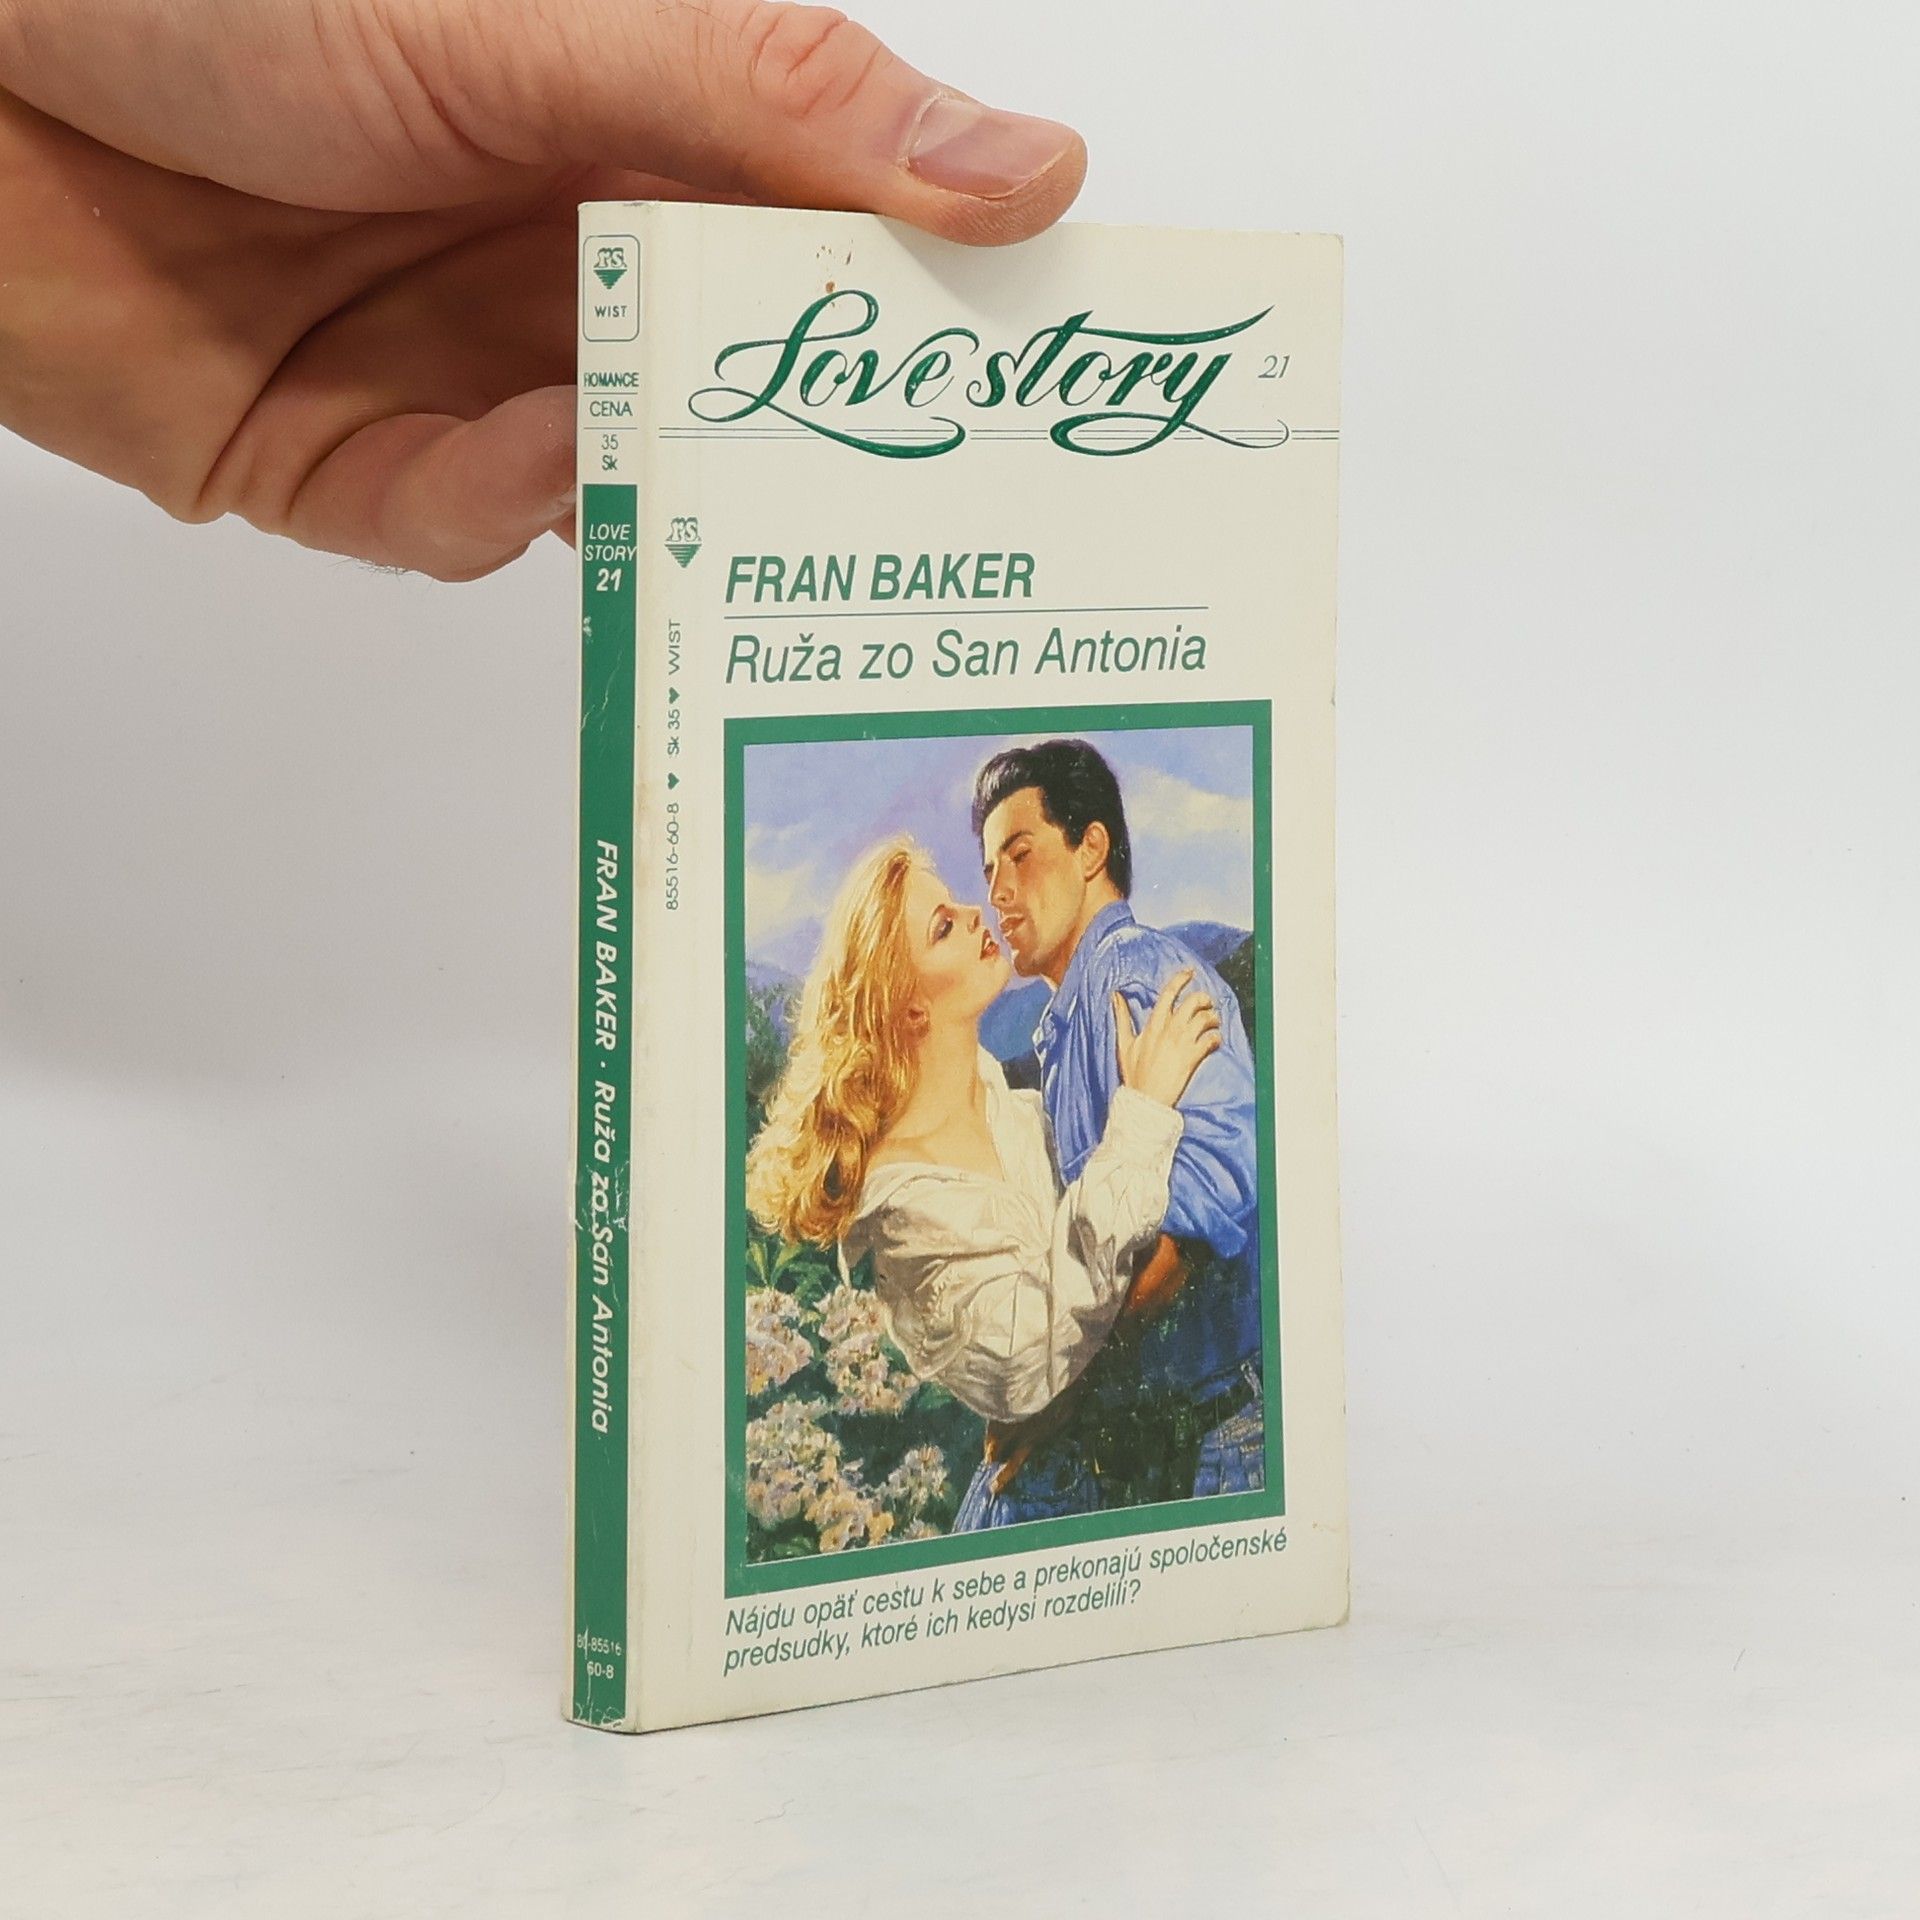 rs.
WIST
ROMANCE
CENA
35
Sk
LOVE
STORY
21
FRAN BAKER · Ruža zo San Antonia
80-85516
60-8
Love story 21
rs.
85516-60-8 ♥ Sk 35 ♥ WIST
FRAN BAKER
Ruža zo San Antonia
Nájdu opäť cestu k sebe a prekonajú spoločenské
predsudky, ktoré ich kedysi rozdelili?